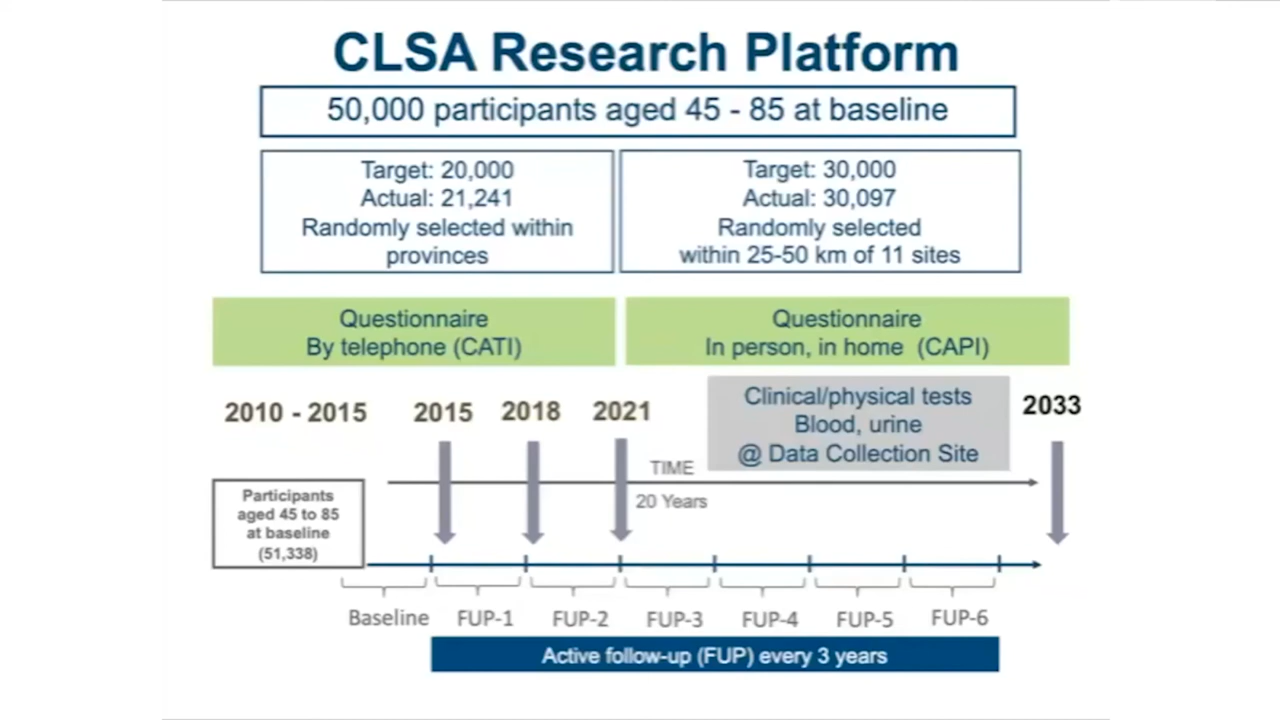 CLSA Research Platform
50,000 participants aged 45 - 85 at baseline
Target: 20,000
Actual: 21,241
Randomly selected within
provinces
Target: 30,000
Actual: 30,097
Randomly selected
within 25-50 km of 11 sites
Questionnaire
By telephone (CATI)
Questionnaire
In person, in home (CAPI)
Clinical/physical tests
Blood, urine
@ Data Collection Site
2010 - 2015
2015
2018
2021
2033
TIME
20 Years
Participants
aged 45 to 85
at baseline
(51,338)
Baseline
FUP-1
FUP-2
FUP-3
FUP-4
FUP-5
FUP-6
Active follow-up (FUP) every 3 years